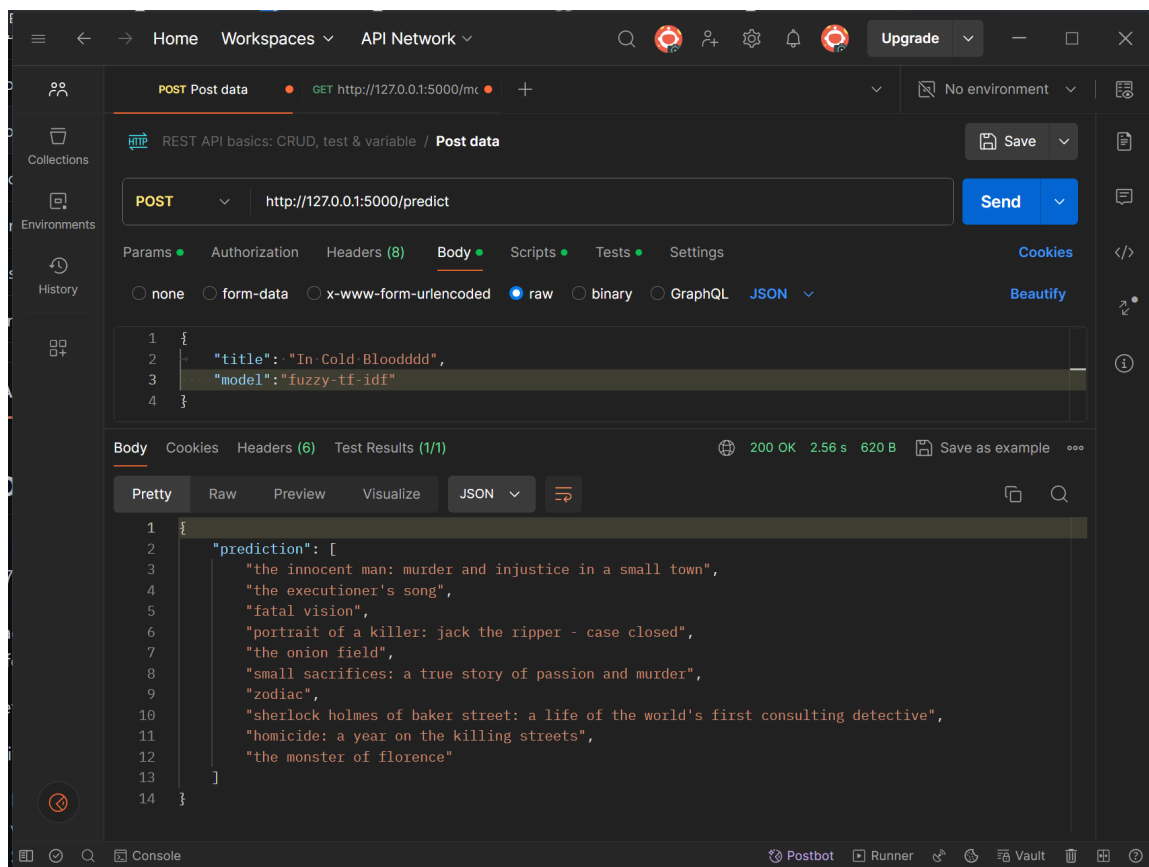 Home Workspaces API Network Upgrade
POST Post data GET http://127.0.0.1:5000/mc No environment
HTTP REST API basics: CRUD, test & variable / Post data Save
Collections
POST http://127.0.0.1:5000/predict Send
Environments
Params Authorization Headers (8) Body Scripts Tests Settings Cookies
History
none form-data x-www-form-urlencoded raw binary GraphQL JSON Beautify
1 {
2 "title": "In Cold Bloodddd",
3 "model":"fuzzy-tf-idf"
4 }
Body Cookies Headers (6) Test Results (1/1) 200 OK 2.56 s 620 B Save as example
Pretty Raw Preview Visualize JSON
1 {
2 "prediction": [
3 "the innocent man: murder and injustice in a small town",
4 "the executioner's song",
5 "fatal vision",
6 "portrait of a killer: jack the ripper - case closed",
7 "the onion field",
8 "small sacrifices: a true story of passion and murder",
9 "zodiac",
10 "sherlock holmes of baker street: a life of the world's first consulting detective",
11 "homicide: a year on the killing streets",
12 "the monster of florence"
13 ]
14 }
Console Postbot Runner Vault